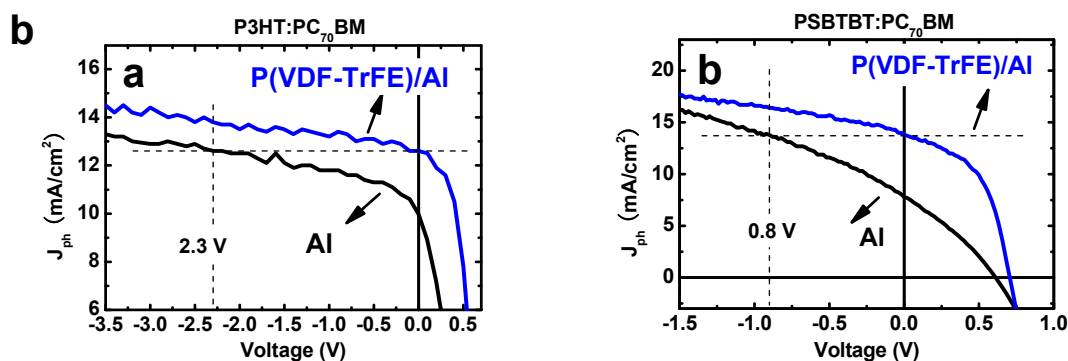 b
P3HT:PC₇₀BM
a
P(VDF-TrFE)/Al
Al
2.3 V
J_ph (mA/cm²)
16
14
12
10
8
6
-3.5 -3.0 -2.5 -2.0 -1.5 -1.0 -0.5 0.0 0.5
Voltage (V)
PSBTBT:PC₇₀BM
b
P(VDF-TrFE)/Al
Al
0.8 V
J_ph (mA/cm²)
20
15
10
5
0
-1.5 -1.0 -0.5 0.0 0.5 1.0
Voltage (V)